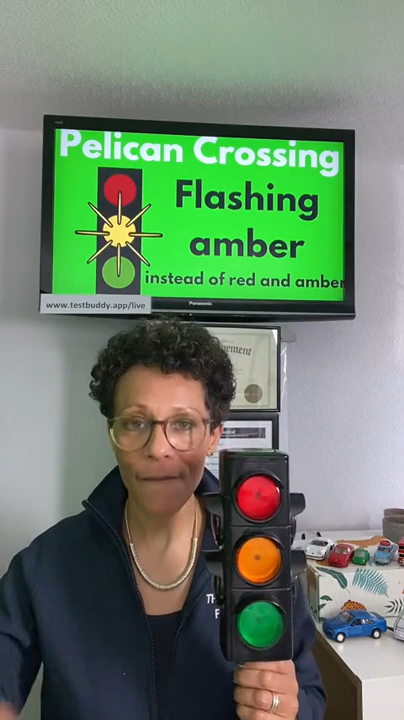 Pelican Crossing
Flashing
amber
instead of red and amber
www.testbuddy.app/live
Panasonic